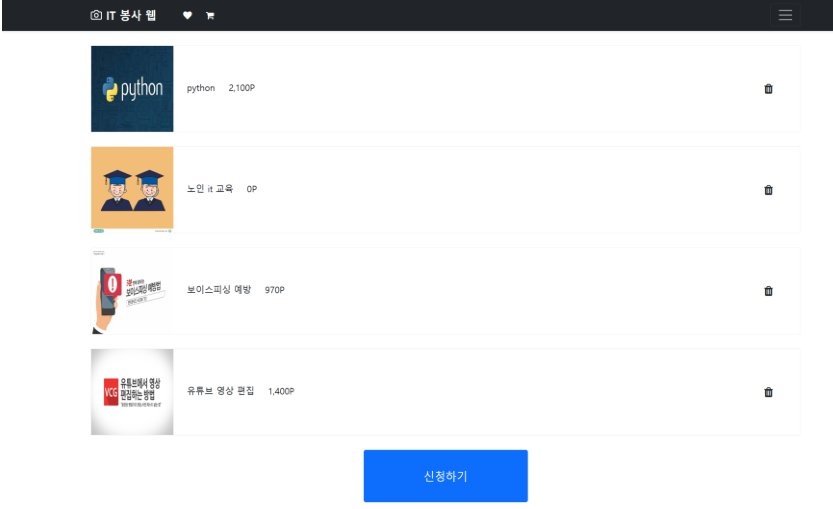 IT 봉사 웹
python
python 2,100P
노인 it 교육 0P
보이스피싱 예방법
보이스피싱 예방 970P
VCG
유튜브에서 영상
편집하는 방법
유튜브 영상 편집 1,400P
신청하기